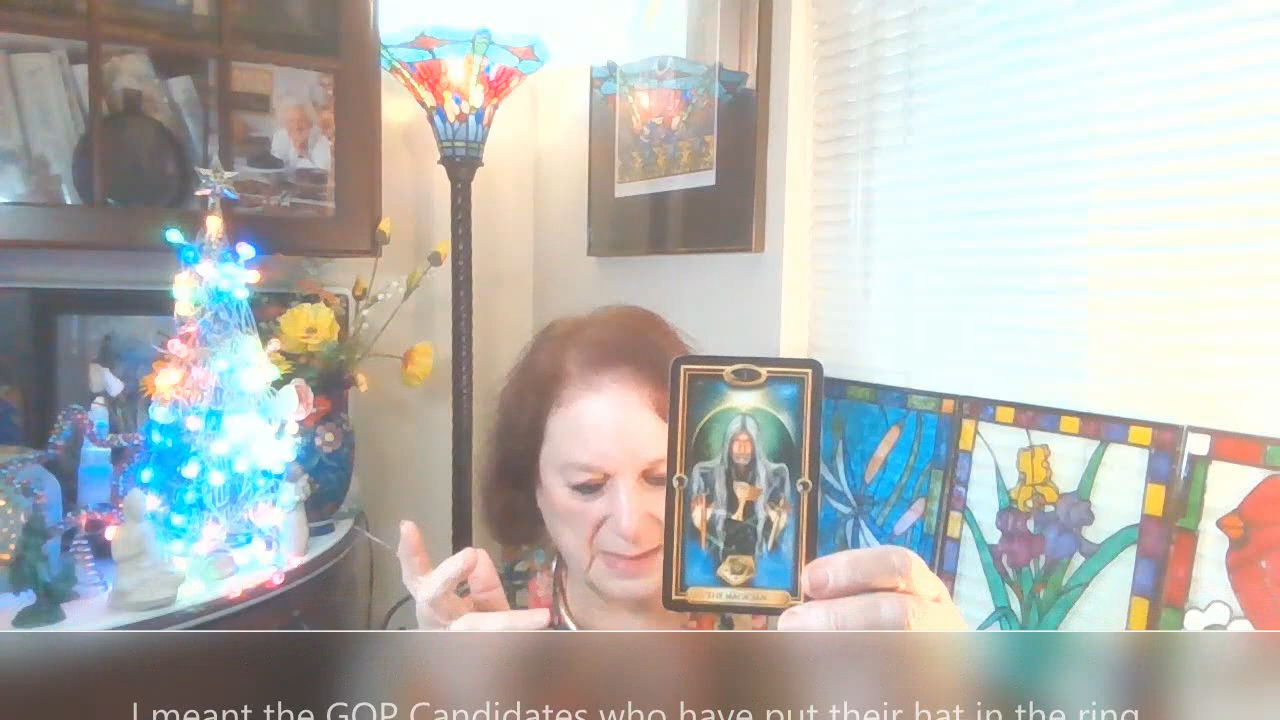 I
THE MAGICIAN
I meant the GOP Candidates who have put their hat in the ring